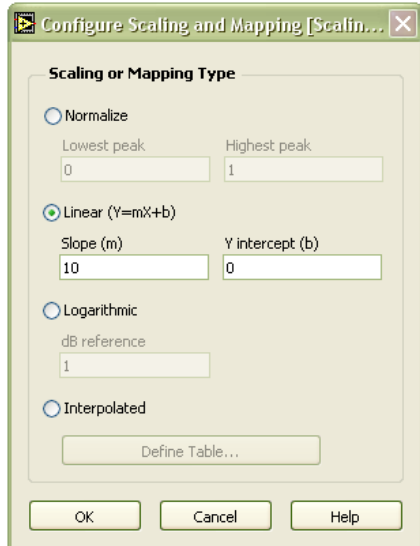 Configure Scaling and Mapping [Scalin...
Scaling or Mapping Type
Normalize
Lowest peak Highest peak
0 1
Linear (Y=mX+b)
Slope (m) Y intercept (b)
10 0
Logarithmic
dB reference
1
Interpolated
Define Table...
OK Cancel Help